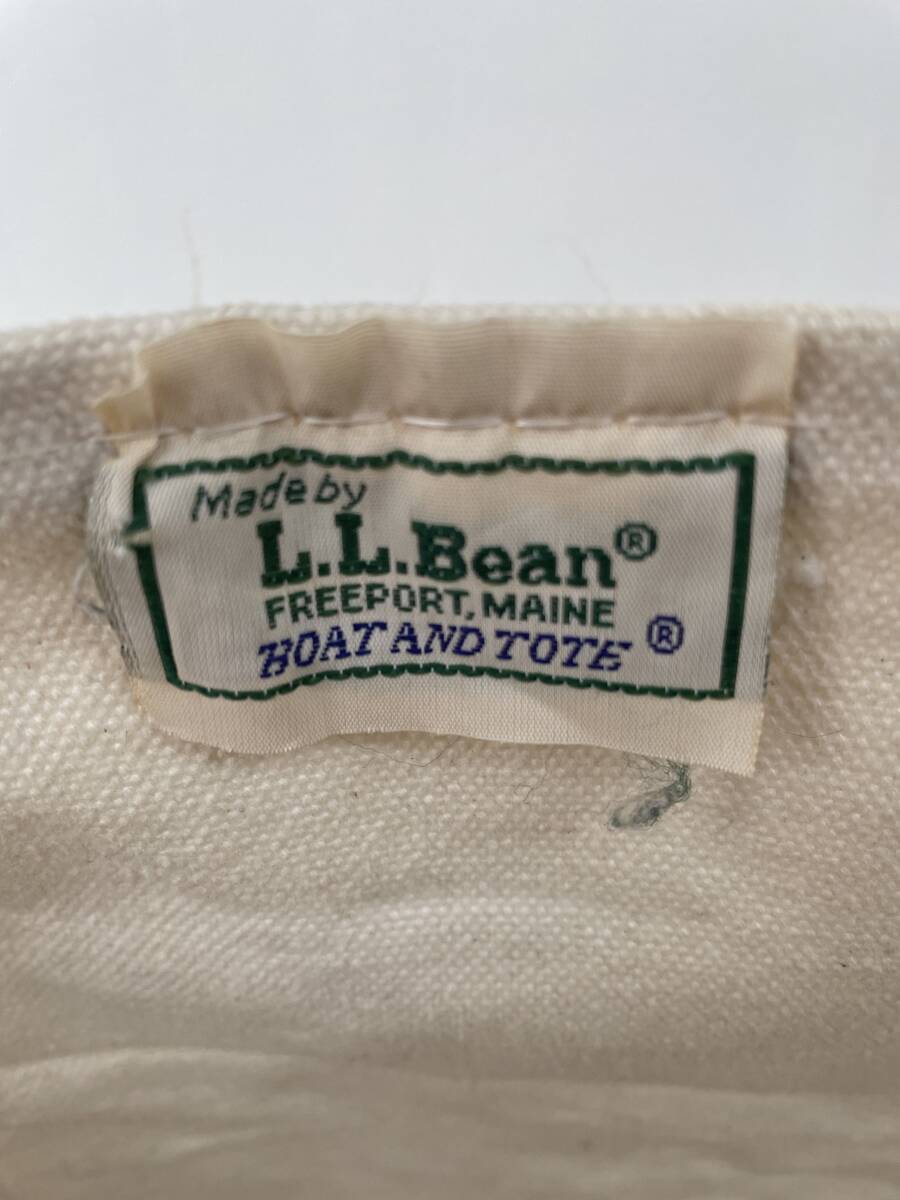 Made by
L.L.Bean®
FREEPORT, MAINE
BOAT AND TOTE ®